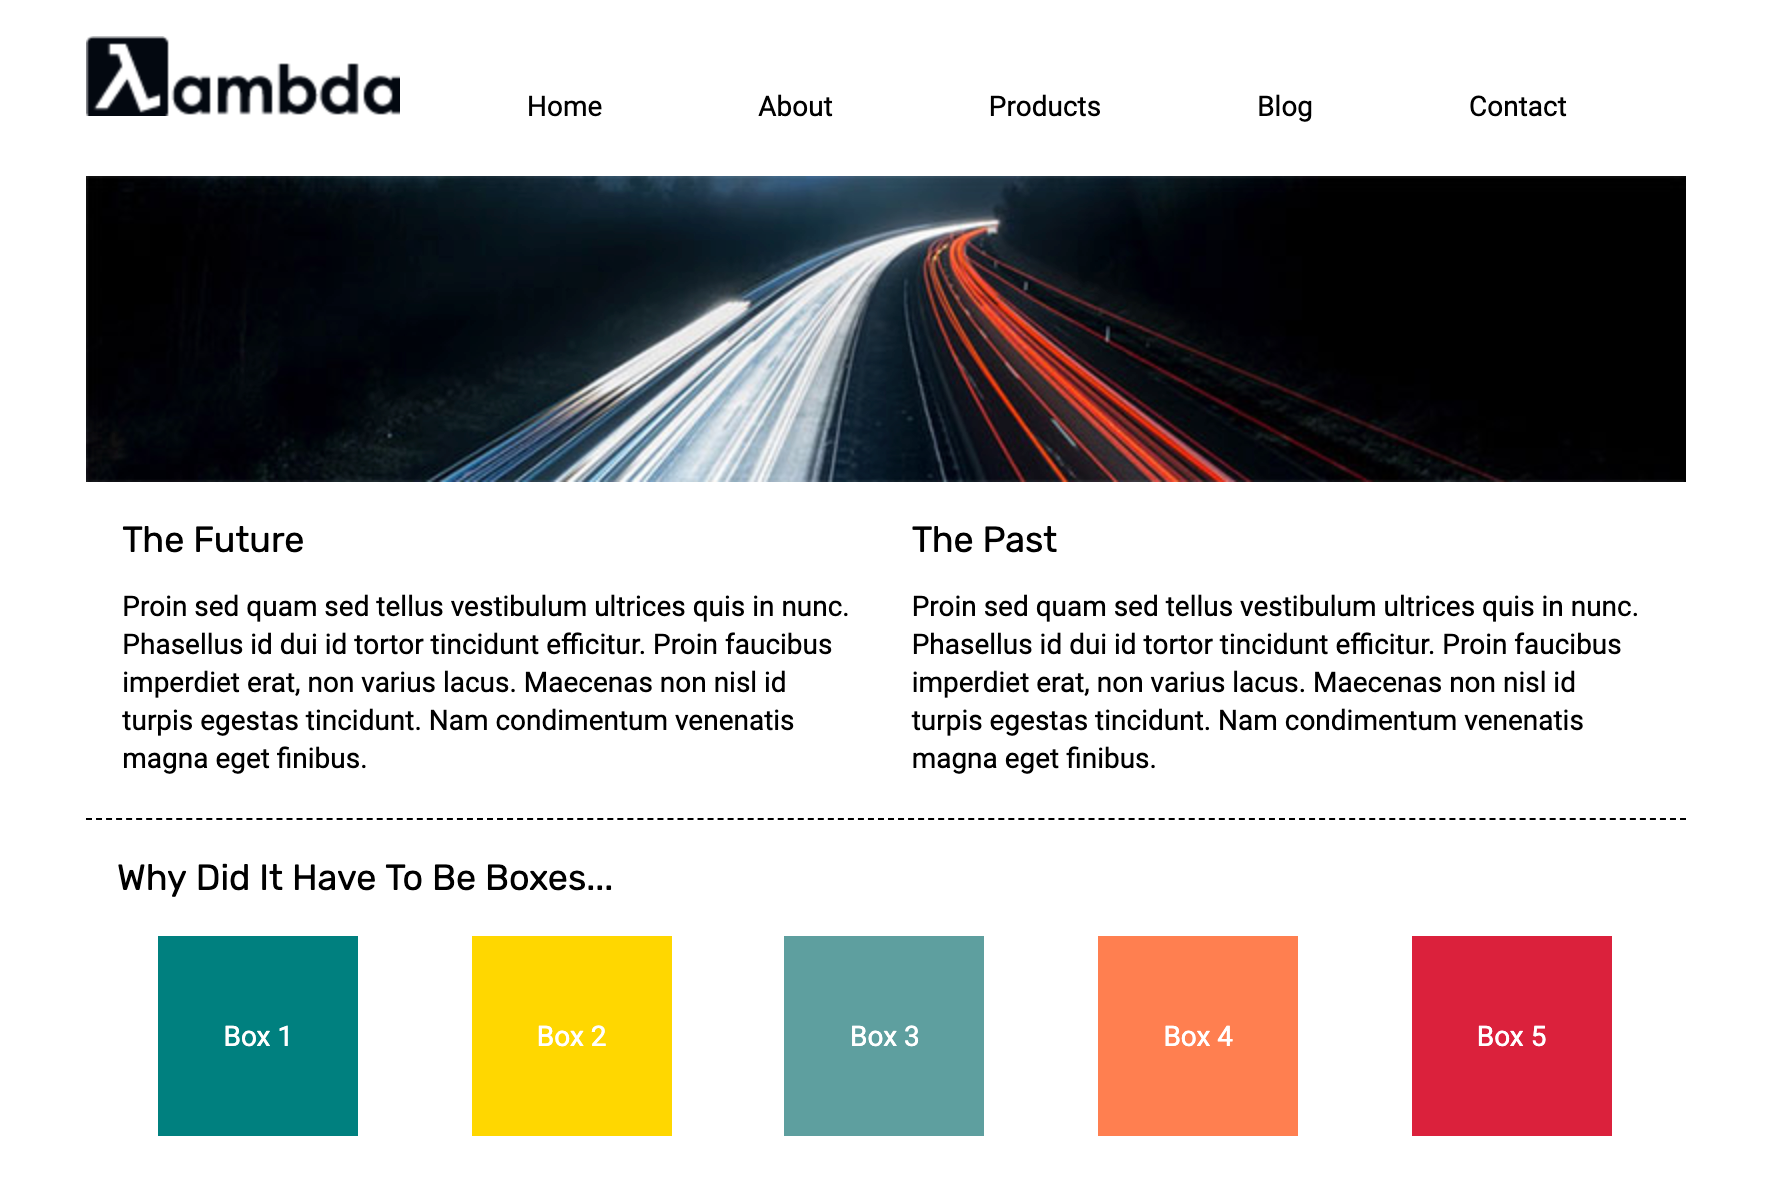 λambda
Home About Products Blog Contact
The Future
Proin sed quam sed tellus vestibulum ultrices quis in nunc.
Phasellus id dui id tortor tincidunt efficitur. Proin faucibus
imperdiet erat, non varius lacus. Maecenas non nisl id
turpis egestas tincidunt. Nam condimentum venenatis
magna eget finibus.
The Past
Proin sed quam sed tellus vestibulum ultrices quis in nunc.
Phasellus id dui id tortor tincidunt efficitur. Proin faucibus
imperdiet erat, non varius lacus. Maecenas non nisl id
turpis egestas tincidunt. Nam condimentum venenatis
magna eget finibus.
Why Did It Have To Be Boxes...
Box 1 Box 2 Box 3 Box 4 Box 5